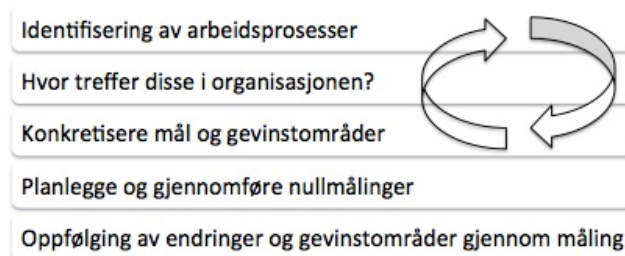 Identifisering av arbeidsprosesser
Hvor treffer disse i organisasjonen?
Konkretisere mål og gevinstområder
Planlegge og gjennomføre nullmålinger
Oppfølging av endringer og gevinstområder gjennom måling